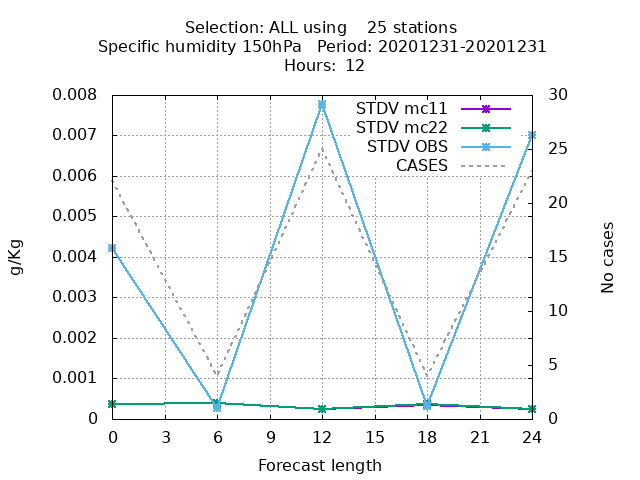 Selection: ALL using    25 stations
Specific humidity 150hPa   Period: 20201231-20201231
Hours: 12
STDV mc11
STDV mc22
STDV OBS
CASES
0.008
0.007
0.006
0.005
0.004
0.003
0.002
0.001
0
30
25
20
15
10
5
0
g/Kg
No cases
0 3 6 9 12 15 18 21 24
Forecast length